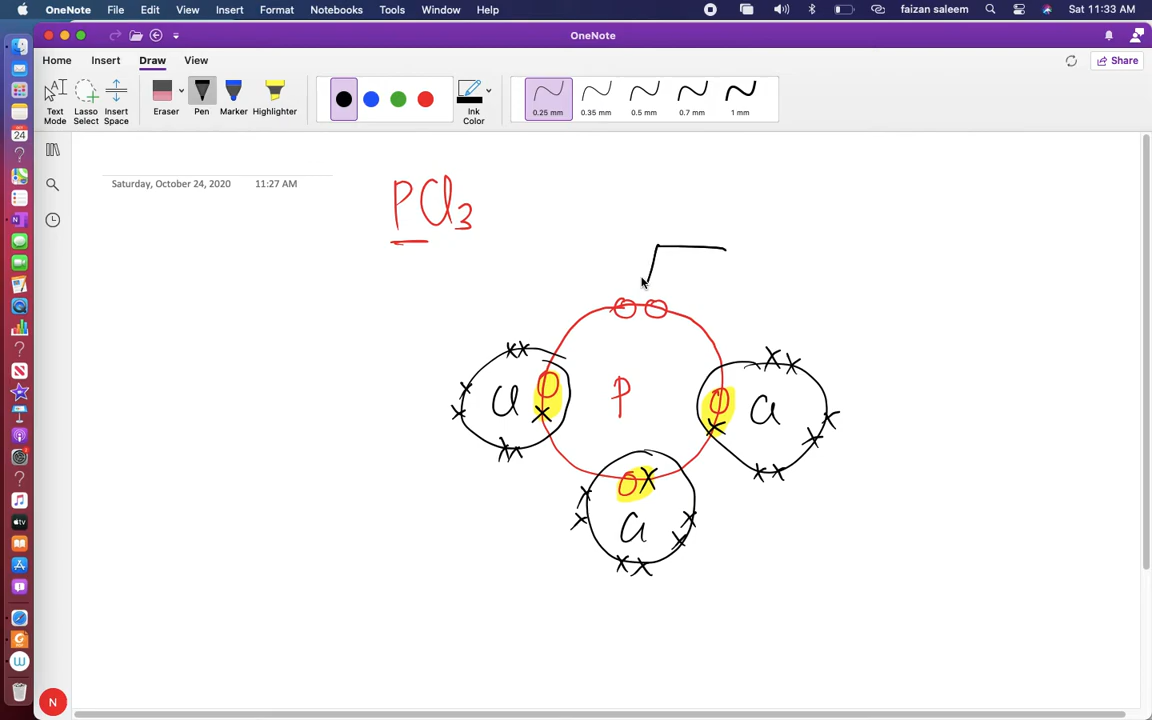 OneNote File Edit View Insert Format Notebooks Tools Window Help faizan saleem Sat 11:33 AM
OneNote
Home Insert Draw View Share
Text Mode Lasso Select Insert Space Eraser Pen Marker Highlighter Ink Color 0.25 mm 0.35 mm 0.5 mm 0.7 mm 1 mm
Saturday, October 24, 2020 11:27 AM
PCl3
Cl P Cl
Cl
N